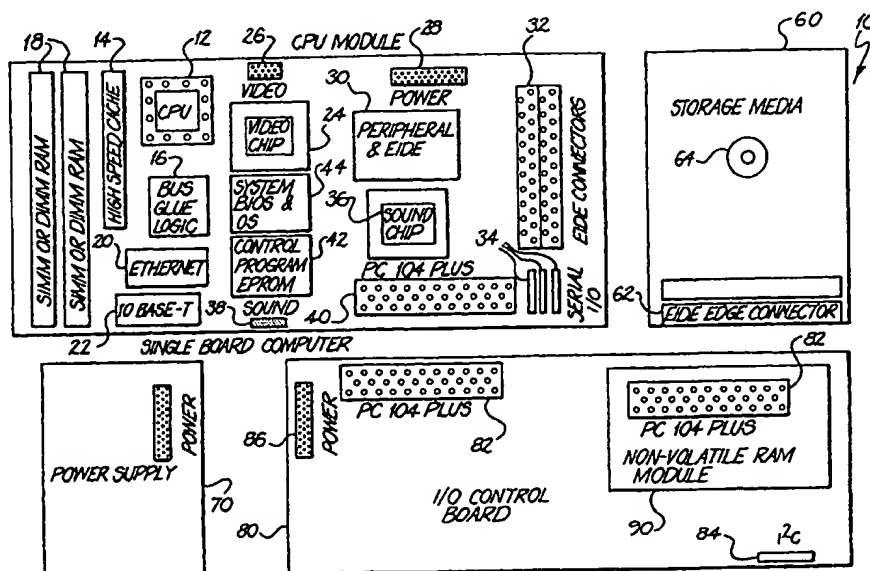 CPU MODULE
10
60
18
14
12
26
28
32
VIDEO
POWER
30
SIMM OR DIMM RAM
SIMM OR DIMM RAM
HIGH SPEED CACHE
CPU
VIDEO
CHIP
24
PERIPHERAL
& EIDE
EIDE CONNECTORS
STORAGE MEDIA
64
16
BUS
GLUE
LOGIC
SYSTEM
BIOS &
OS
44
36
SOUND
CHIP
20
ETHERNET
CONTROL
PROGRAM
EPROM
42
34
PC 104 PLUS
SERIAL
I/O
22
10 BASE-T
38
SOUND
40
62
EIDE EDGE CONNECTOR
SINGLE BOARD COMPUTER
POWER
POWER SUPPLY
70
86
POWER
PC 104 PLUS
82
82
PC 104 PLUS
NON-VOLATILE RAM
MODULE
90
I/O CONTROL
BOARD
80
84
I²C